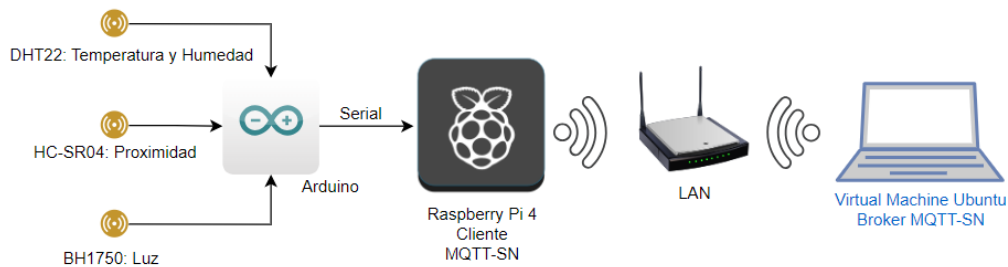 DHT22: Temperatura y Humedad
HC-SR04: Proximidad
BH1750: Luz
Arduino
Serial
Raspberry Pi 4
Cliente
MQTT-SN
LAN
Virtual Machine Ubuntu
Broker MQTT-SN